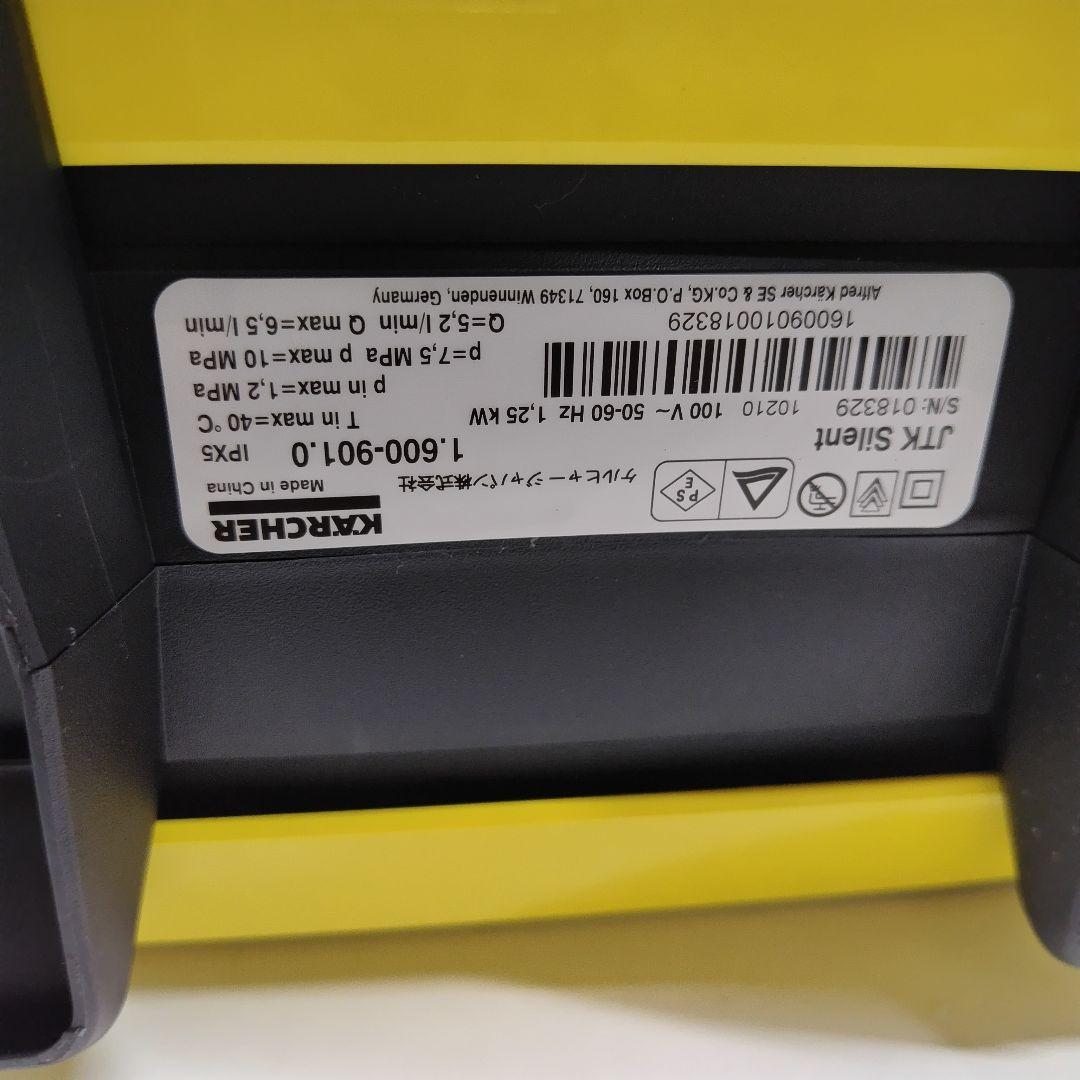 KÄRCHER
Made in China
ケルヒャージャパン株式会社
PS
E
JTK Silent
1.600-901.0
IPX5
S/N: 018329
10210
100 V~ 50-60 Hz 1,25 kW
T in max=40 °C
p in max=1,2 MPa
p=7,5 MPa p max=10 MPa
16009010018329
Q=5,2 l/min Q max=6,5 l/min
Alfred Kärcher SE & Co.KG, P.O.Box 160, 71349 Winnenden, Germany